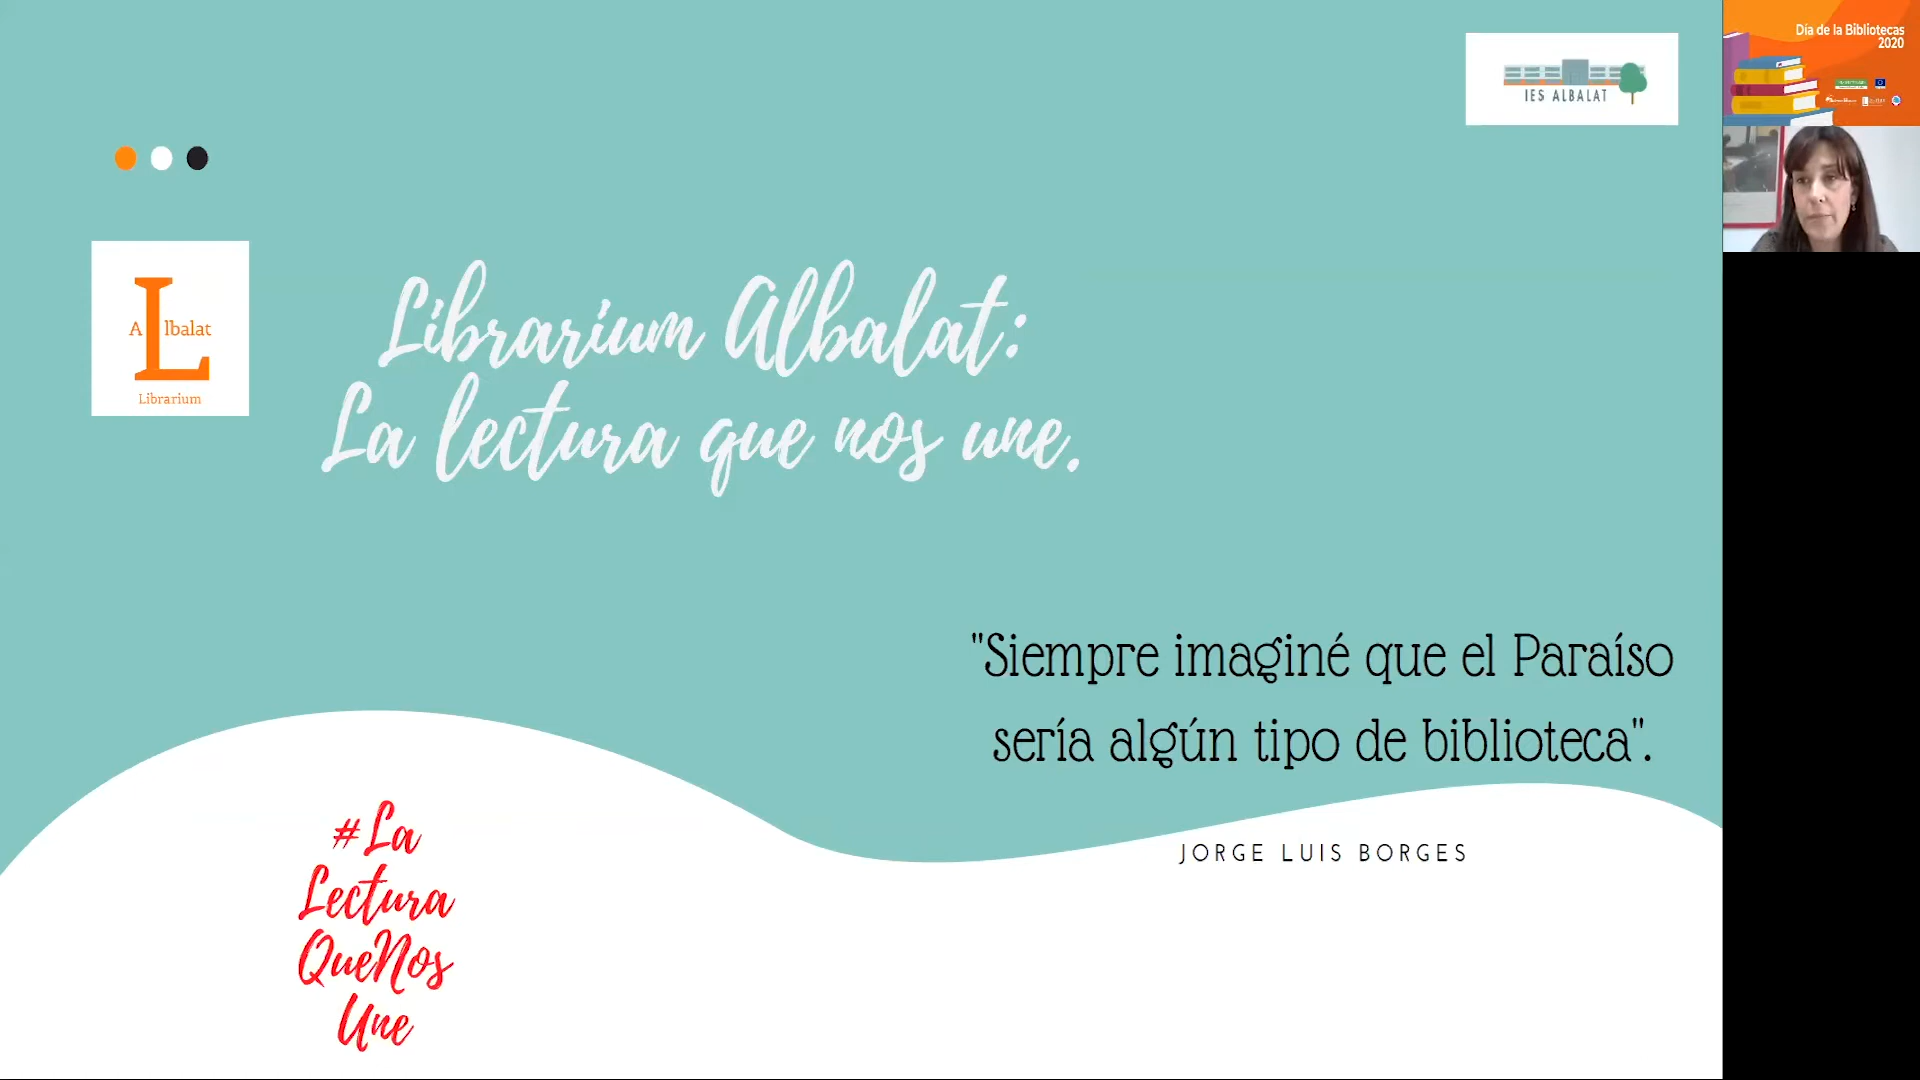 IES ALBALAT
Albalat
Librarium
Librarium Albalat:
La lectura que nos une.
"Siempre imaginé que el Paraíso
sería algún tipo de biblioteca".
JORGE LUIS BORGES
#La
Lectura
QueNos
Une
Día de la Bibliotecas
2020